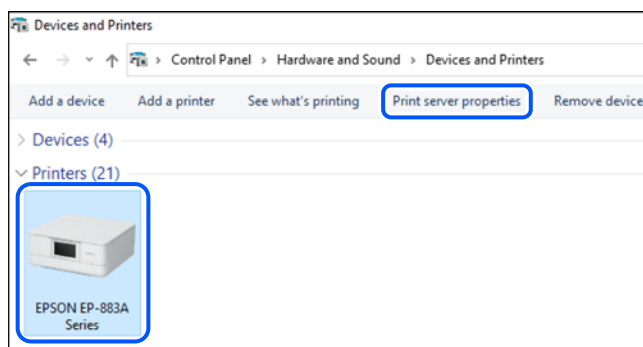 Devices and Printers
Control Panel > Hardware and Sound > Devices and Printers
Add a device Add a printer See what's printing Print server properties Remove device
Devices (4)
Printers (21)
EPSON EP-883A
Series